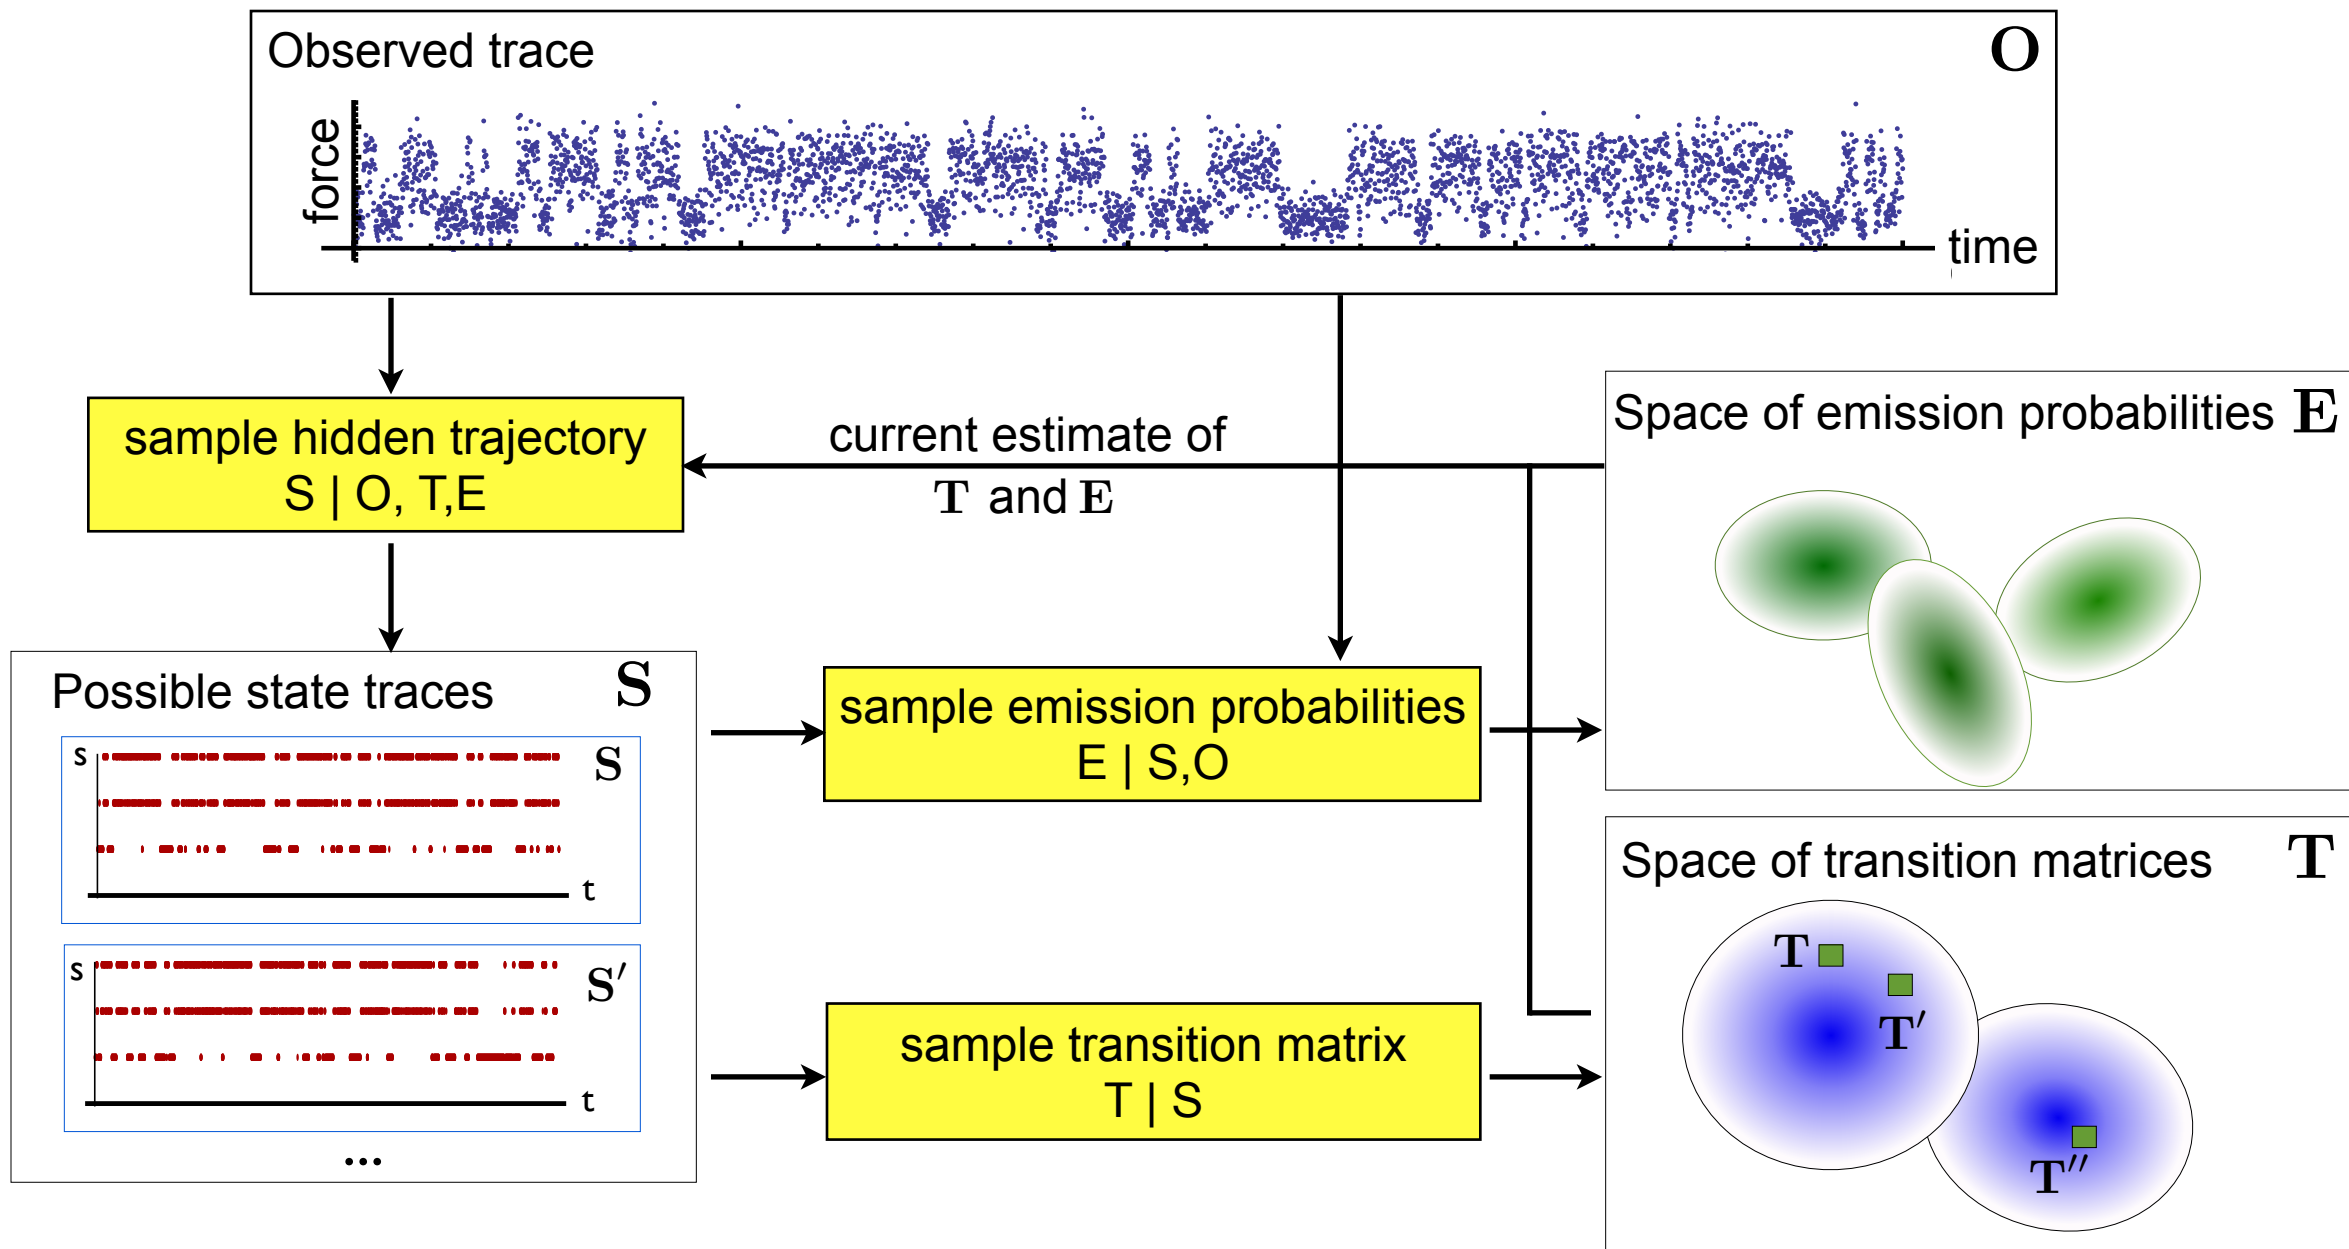 Observed trace
O
force
time
sample hidden trajectory
S | O, T,E
current estimate of
T and E
Space of emission probabilities E
Possible state traces S
s
S
t
s
S′
t
...
sample emission probabilities
E | S,O
sample transition matrix
T | S
Space of transition matrices T
T
T′
T′′